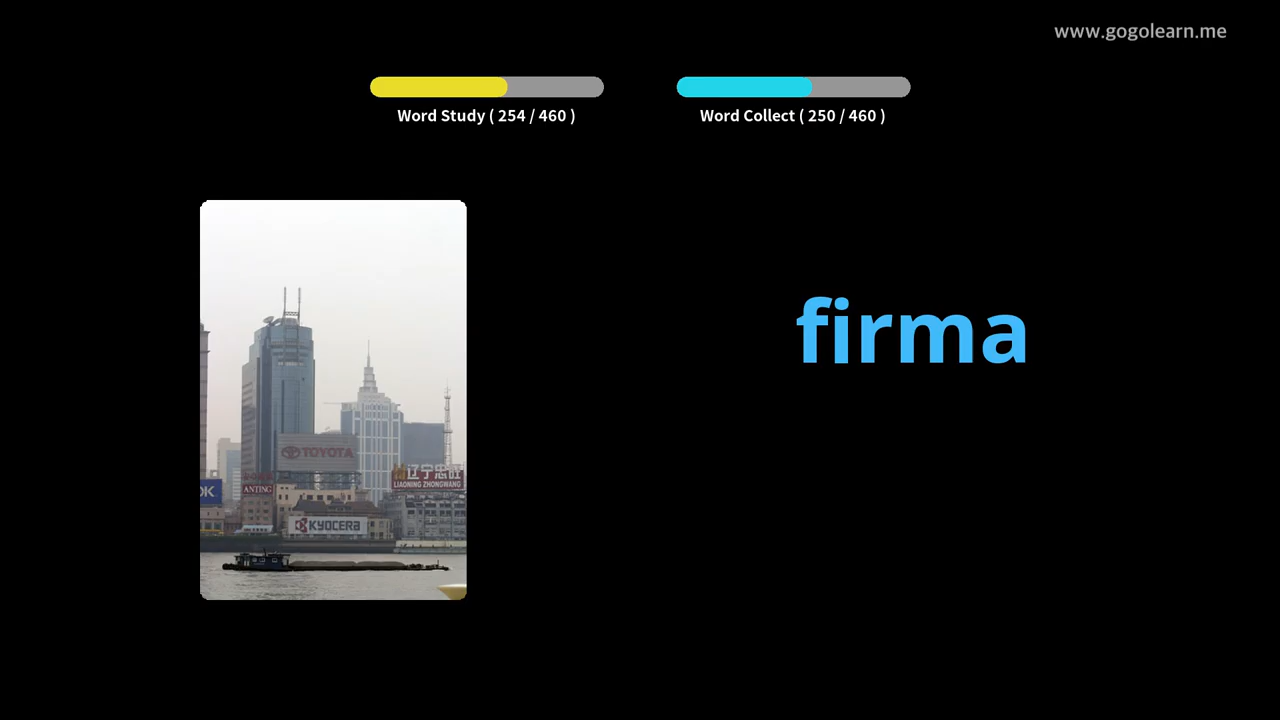 www.gogolearn.me
Word Study ( 254 / 460 )
Word Collect ( 250 / 460 )
firma
TOYOTA
辽宁忠旺
LIAONING ZHONGWANG
OK
ANTING
KYOCERA